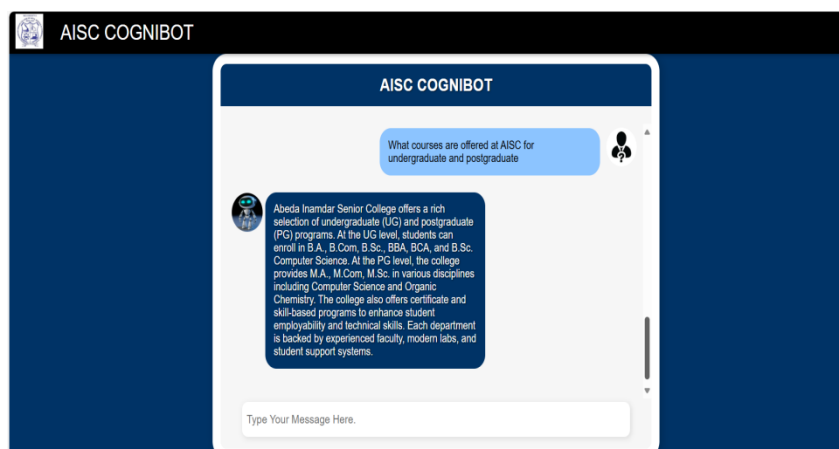 AISC COGNIBOT
AISC COGNIBOT
What courses are offered at AISC for
undergraduate and postgraduate
Abeda Inamdar Senior College offers a rich
selection of undergraduate (UG) and postgraduate
(PG) programs. At the UG level, students can
enroll in B.A., B.Com, B.Sc., BBA, BCA, and B.Sc.
Computer Science. At the PG level, the college
provides M.A., M.Com, M.Sc. in various disciplines
including Computer Science and Organic
Chemistry. The college also offers certificate and
skill-based programs to enhance student
employability and technical skills. Each department
is backed by experienced faculty, modern labs, and
student support systems.
Type Your Message Here.